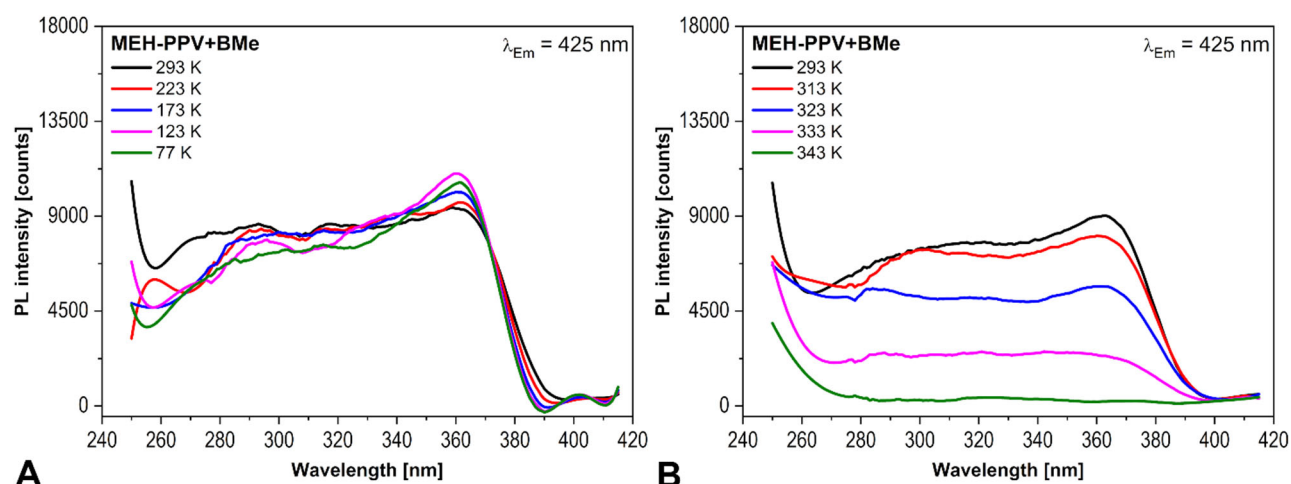 MEH-PPV+BMe
λEm = 425 nm
293 K
223 K
173 K
123 K
77 K
PL intensity [counts]
18000
13500
9000
4500
0
240 260 280 300 320 340 360 380 400 420
Wavelength [nm]
A
MEH-PPV+BMe
λEm = 425 nm
293 K
313 K
323 K
333 K
343 K
PL intensity [counts]
18000
13500
9000
4500
0
240 260 280 300 320 340 360 380 400 420
Wavelength [nm]
B